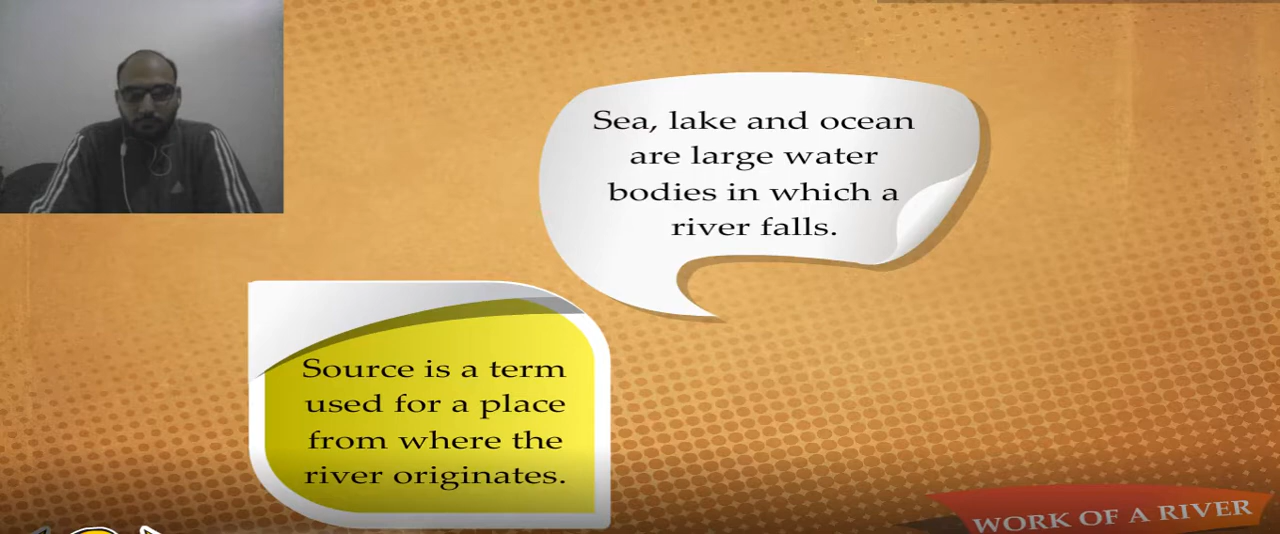 Sea, lake and ocean
are large water
bodies in which a
river falls.
Source is a term
used for a place
from where the
river originates.
WORK OF A RIVER